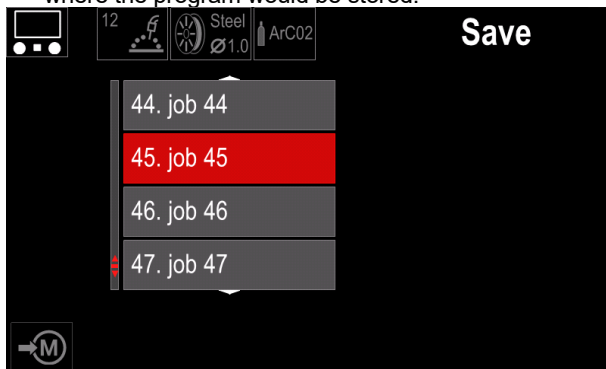 where the program would be stored.
12 Steel Ø1.0 ArC02 Save
44. job 44
45. job 45
46. job 46
47. job 47
M